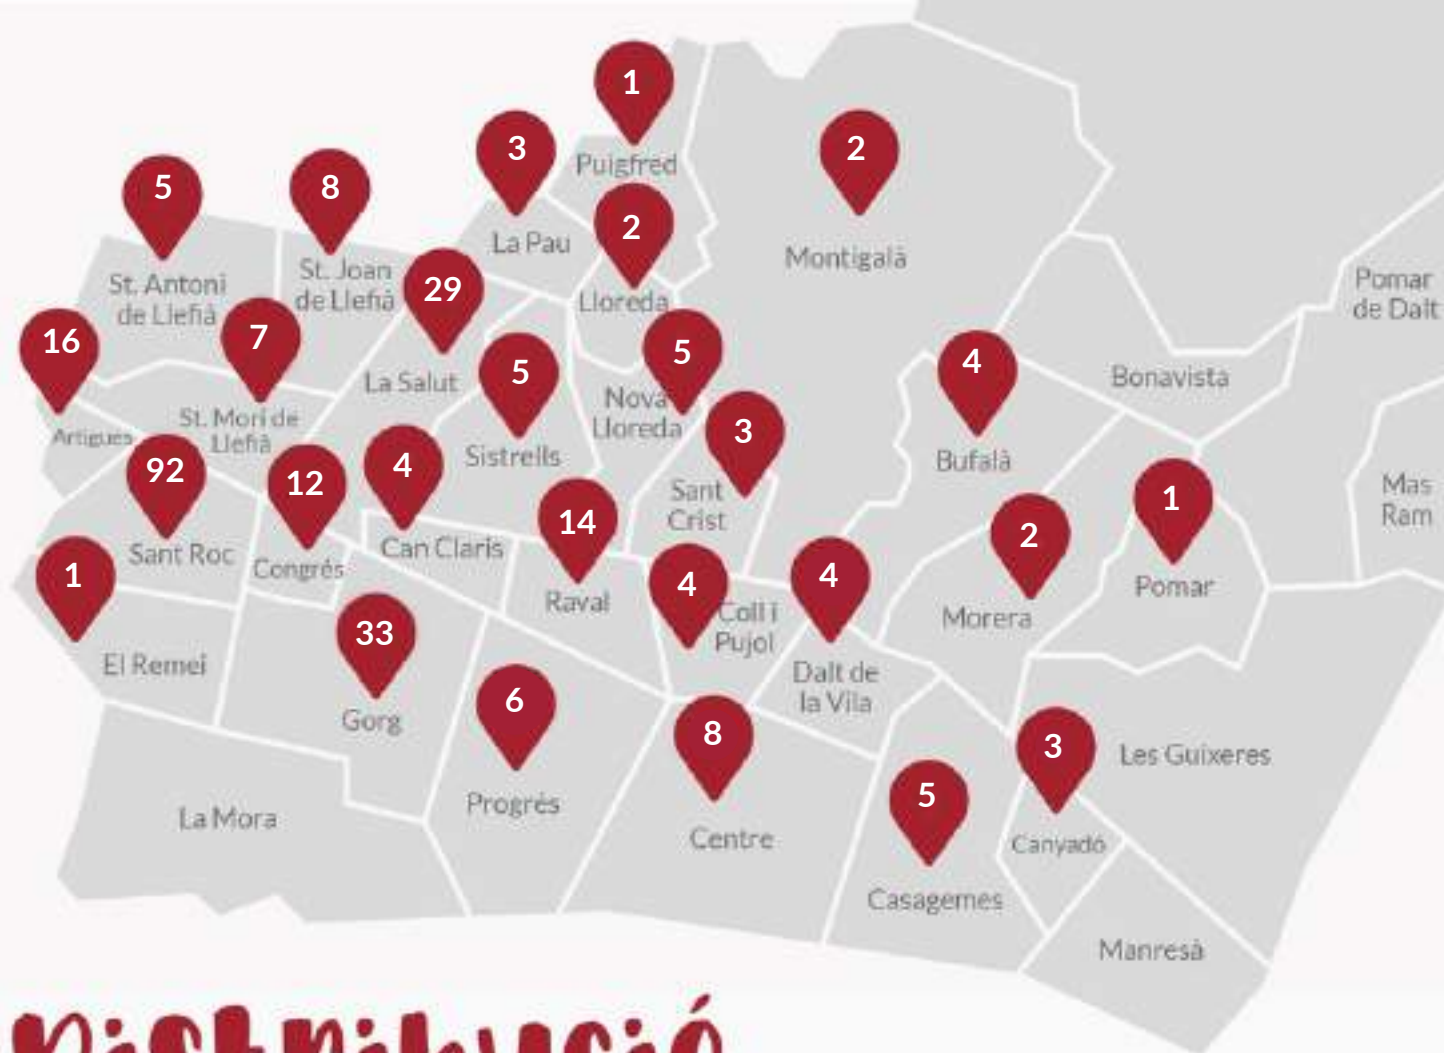 1
3
Puigfred
2
5
8
2
La Pau
Montigalà
St. Antoni
de Llefià
St. Joan
de Llefià
29
Lloreda
Pomar
de Dalt
16
7
5
5
4
La Salut
Nova
Lloreda
Bonavista
Artigues
St. Mori de
Llefià
3
Sistrells
Bufalà
92
12
4
Sant
Crist
Mas
Ram
14
2
1
Sant Roc
Congrés
Can Claris
1
Raval
4
4
Pomar
Coll i
Pujol
Morera
33
El Remei
Dalt de
la Vila
Gorg
6
8
3
Les Guixeres
Progrés
5
La Mora
Centre
Canyadó
Casagemes
Manresà
Distribució